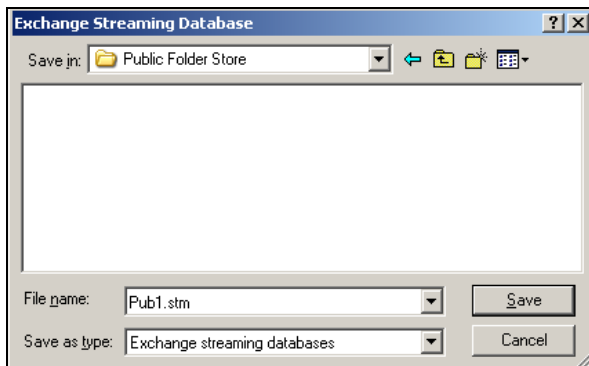 Exchange Streaming Database
Save in: Public Folder Store
File name: Pub1.stm Save
Save as type: Exchange streaming databases Cancel